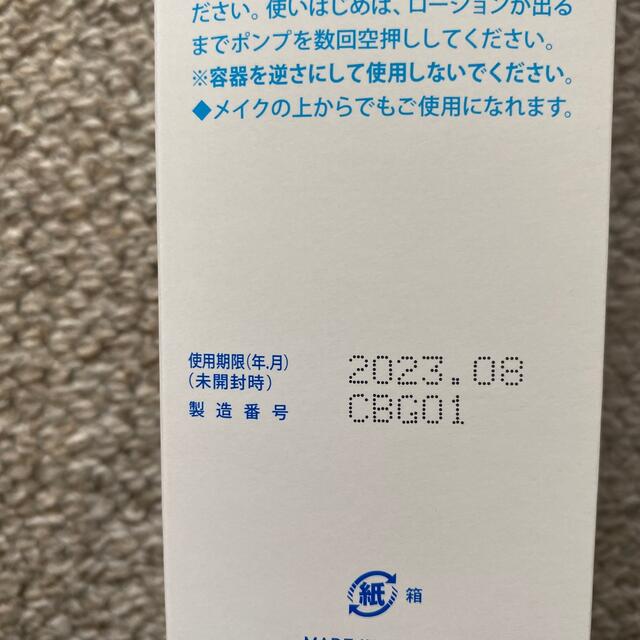 ださい。使いはじめは、ローションが出る
までポンプを数回空押ししてください。
※容器を逆さにして使用しないでください。
◆メイクの上からでもご使用になれます。
使用期限(年.月) 2023.08
(未開封時)
製造番号 CBG01
紙 箱